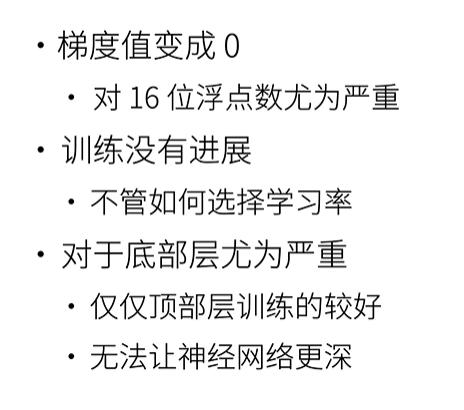 • 梯度值变成 0
• 对 16 位浮点数尤为严重
• 训练没有进展
• 不管如何选择学习率
• 对于底部层尤为严重
• 仅仅顶部层训练的较好
• 无法让神经网络更深